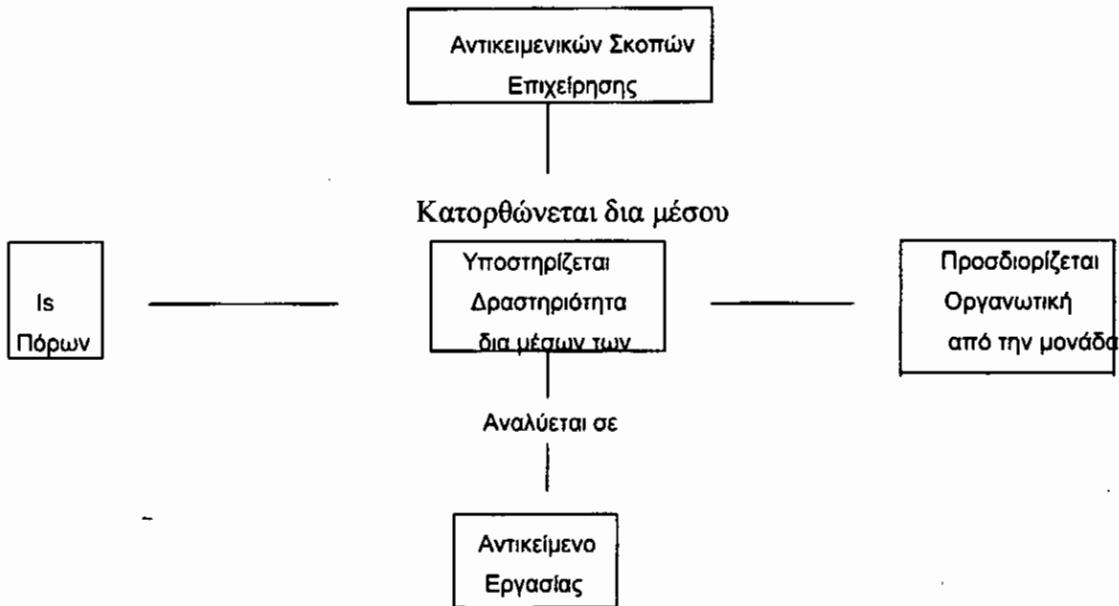 Αντικειμενικών Σκοπών
Επιχείρησης
Κατορθώνεται δια μέσου
Is
Πόρων
Υποστηρίζεται
Δραστηριότητα
δια μέσων των
Προσδιορίζεται
Οργανωτική
από την μονάδα
Αναλύεται σε
Αντικείμενο
Εργασίας